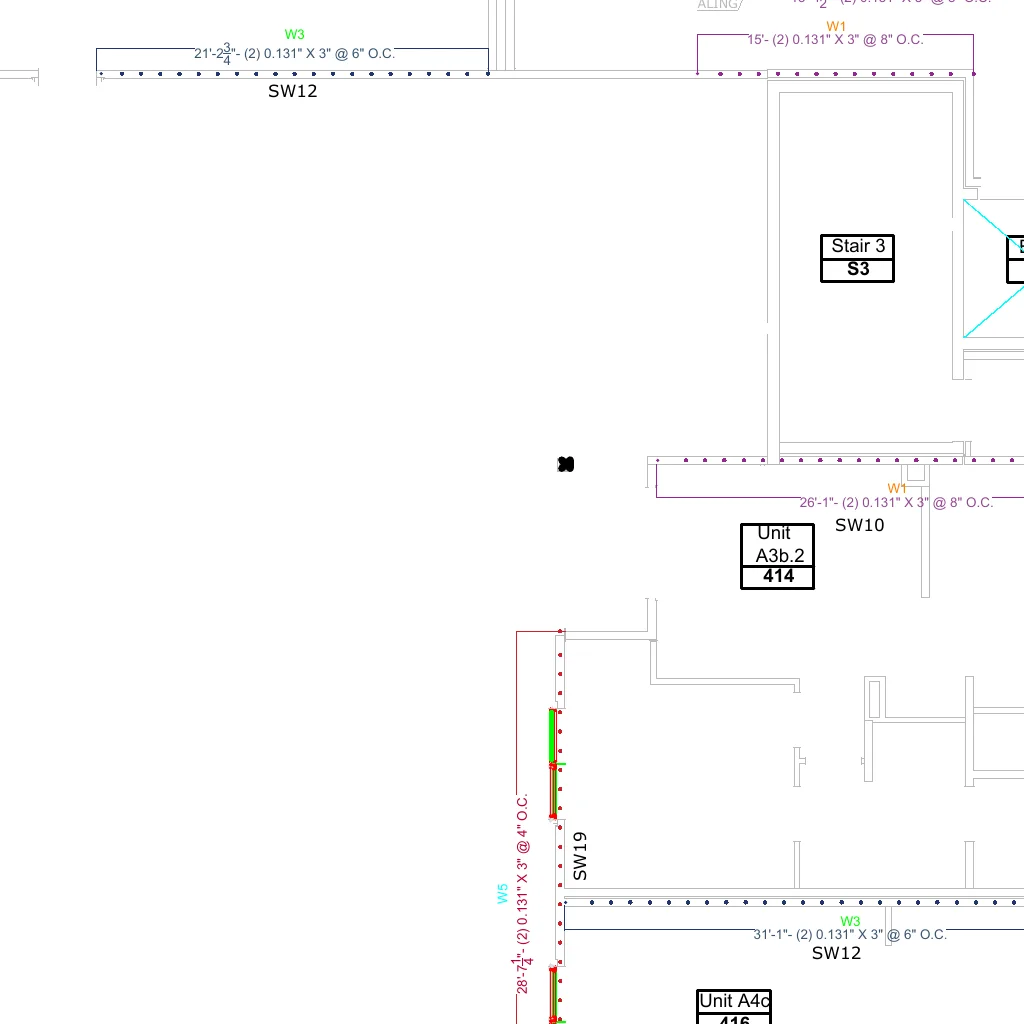 ALING/
W3
W1
21'-2 3/4"- (2) 0.131" X 3" @ 6" O.C.
15'- (2) 0.131" X 3" @ 8" O.C.
SW12
Stair 3
S3
W1
26'-1"- (2) 0.131" X 3" @ 8" O.C.
SW10
Unit
A3b.2
414
SW19
W5
28'-7 1/4"- (2) 0.131" X 3" @ 4" O.C.
W3
31'-1"- (2) 0.131" X 3" @ 6" O.C.
SW12
Unit A4c
416